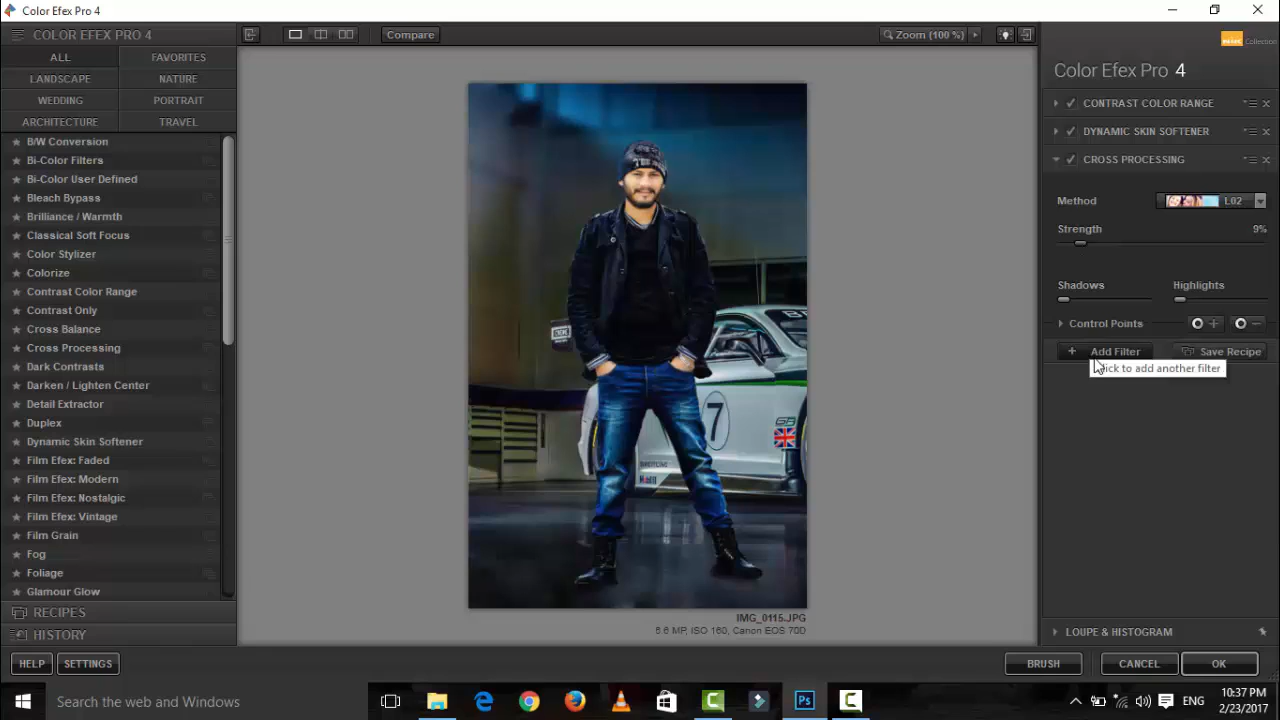 Color Efex Pro 4
COLOR EFEX PRO 4
Compare
Zoom (100 %)
Collection
ALL
FAVORITES
LANDSCAPE
NATURE
WEDDING
PORTRAIT
ARCHITECTURE
TRAVEL
B/W Conversion
Bi-Color Filters
Bi-Color User Defined
Bleach Bypass
Brilliance / Warmth
Classical Soft Focus
Color Stylizer
Colorize
Contrast Color Range
Contrast Only
Cross Balance
Cross Processing
Dark Contrasts
Darken / Lighten Center
Detail Extractor
Duplex
Dynamic Skin Softener
Film Efex: Faded
Film Efex: Modern
Film Efex: Nostalgic
Film Efex: Vintage
Film Grain
Fog
Foliage
Glamour Glow
RECIPES
HISTORY
HELP
SETTINGS
7
IMG_0115.JPG
6.6 MP, ISO 160, Canon EOS 70D
Color Efex Pro 4
CONTRAST COLOR RANGE
DYNAMIC SKIN SOFTENER
CROSS PROCESSING
Method
L02
Strength
9%
Shadows
Highlights
Control Points
Add Filter
Save Recipe
Click to add another filter
LOUPE & HISTOGRAM
BRUSH
CANCEL
OK
Search the web and Windows
ENG
10:37 PM
2/23/2017